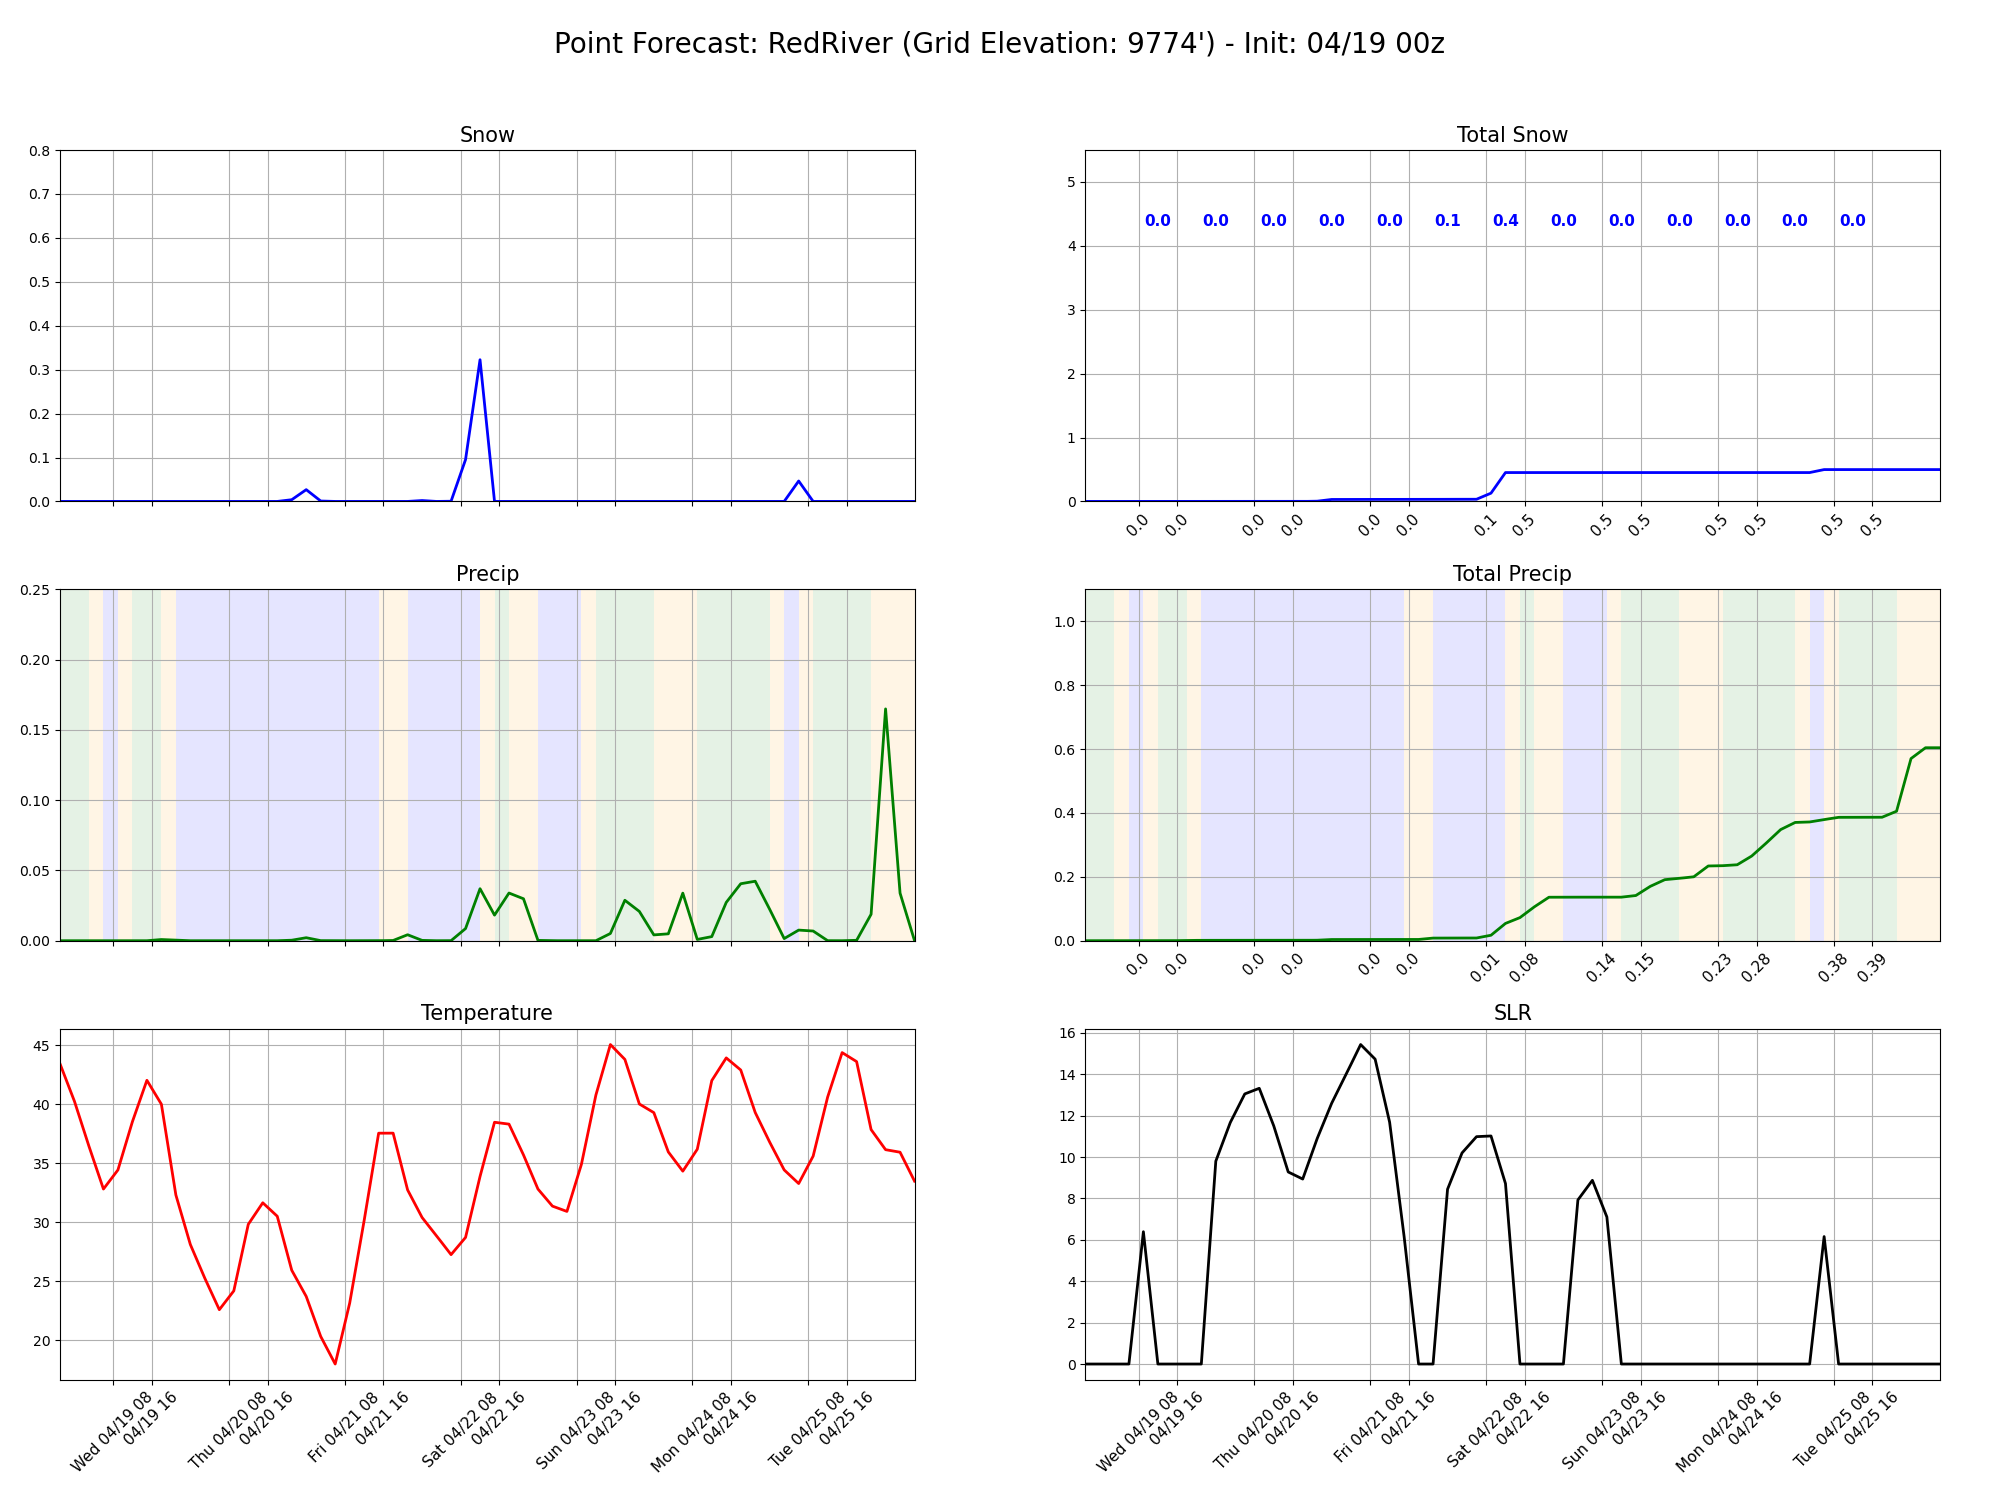 Point Forecast: RedRiver (Grid Elevation: 9774') - Init: 04/19 00z
Snow
0.8
0.7
0.6
0.5
0.4
0.3
0.2
0.1
0.0
Total Snow
5
4
3
2
1
0
0.0 0.0 0.0 0.0 0.0 0.1 0.4 0.0 0.0 0.0 0.0 0.0 0.0
0.0 0.0 0.0 0.0 0.0 0.0 0.1 0.5 0.5 0.5 0.5 0.5 0.5 0.5
Precip
0.25
0.20
0.15
0.10
0.05
0.00
Total Precip
1.0
0.8
0.6
0.4
0.2
0.0
0.0 0.0 0.0 0.0 0.0 0.0 0.01 0.08 0.14 0.15 0.23 0.28 0.38 0.39
Temperature
45
40
35
30
25
20
Wed 04/19 08
04/19 16
Thu 04/20 08
04/20 16
Fri 04/21 08
04/21 16
Sat 04/22 08
04/22 16
Sun 04/23 08
04/23 16
Mon 04/24 08
04/24 16
Tue 04/25 08
04/25 16
SLR
16
14
12
10
8
6
4
2
0
Wed 04/19 08
04/19 16
Thu 04/20 08
04/20 16
Fri 04/21 08
04/21 16
Sat 04/22 08
04/22 16
Sun 04/23 08
04/23 16
Mon 04/24 08
04/24 16
Tue 04/25 08
04/25 16